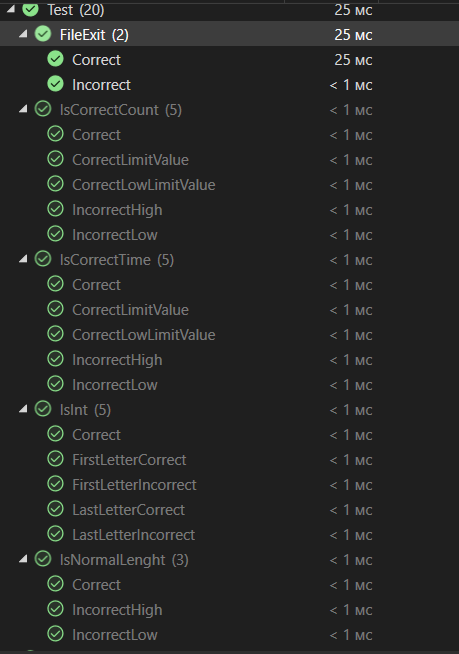 Test (20) 25 мс
FileExit (2) 25 мс
Correct 25 мс
Incorrect < 1 мс
IsCorrectCount (5) < 1 мс
Correct < 1 мс
CorrectLimitValue < 1 мс
CorrectLowLimitValue < 1 мс
IncorrectHigh < 1 мс
IncorrectLow < 1 мс
IsCorrectTime (5) < 1 мс
Correct < 1 мс
CorrectLimitValue < 1 мс
CorrectLowLimitValue < 1 мс
IncorrectHigh < 1 мс
IncorrectLow < 1 мс
IsInt (5) < 1 мс
Correct < 1 мс
FirstLetterCorrect < 1 мс
FirstLetterIncorrect < 1 мс
LastLetterCorrect < 1 мс
LastLetterIncorrect < 1 мс
IsNormalLenght (3) < 1 мс
Correct < 1 мс
IncorrectHigh < 1 мс
IncorrectLow < 1 мс